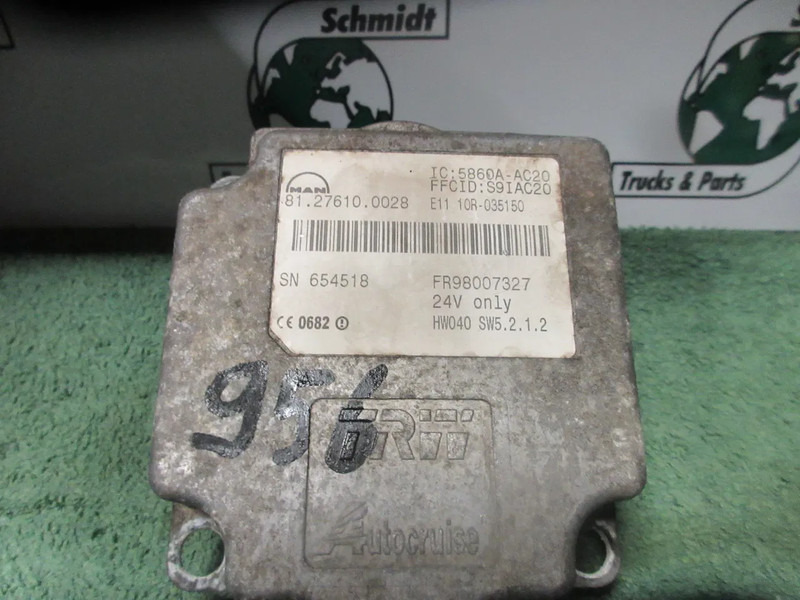 Schmidt
Trucks & Parts
MAN
IC:5860A-AC20
FFCID:S9IAC20
81.27610.0028
E11 10R-035150
SN 654518
FR98007327
24V only
CE 0682
HW040 SW5.2.1.2
956
TRW
Autocruise